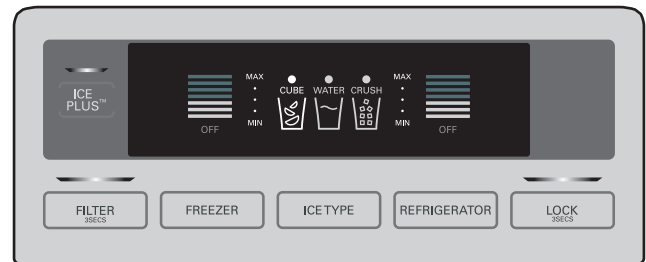 ICE
PLUS™
MAX
MIN
OFF
CUBE WATER CRUSH
MAX
MIN
OFF
FILTER
3SECS
FREEZER
ICE TYPE
REFRIGERATOR
LOCK
3SECS